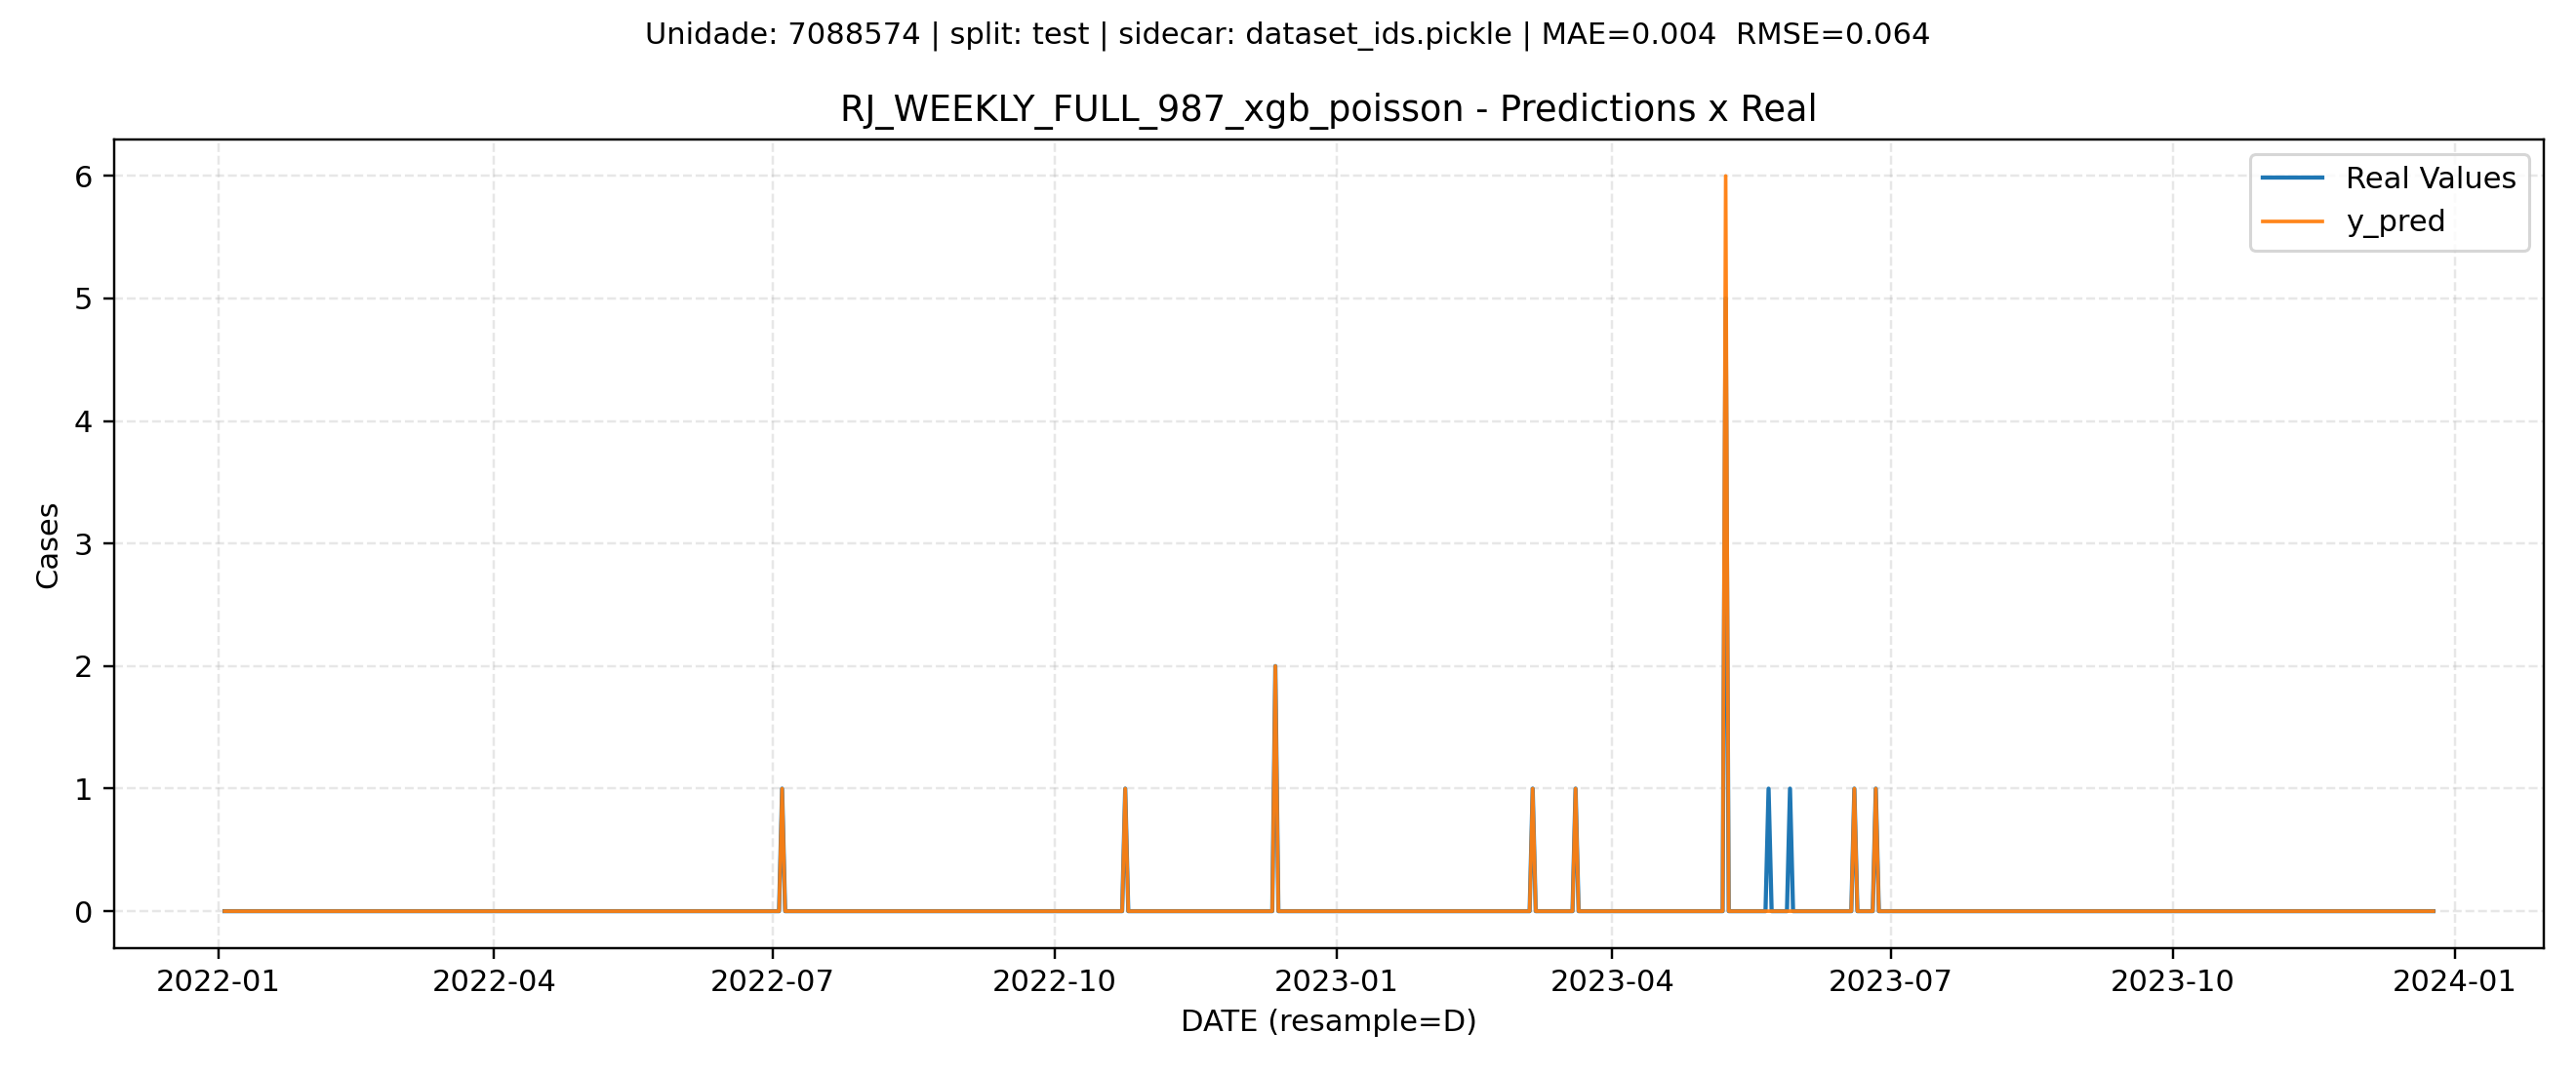 Unidade: 7088574 | split: test | sidecar: dataset_ids.pickle | MAE=0.004  RMSE=0.064
RJ_WEEKLY_FULL_987_xgb_poisson - Predictions x Real
Real Values
y_pred
6
5
4
3
2
1
0
Cases
2022-01
2022-04
2022-07
2022-10
2023-01
2023-04
2023-07
2023-10
2024-01
DATE (resample=D)